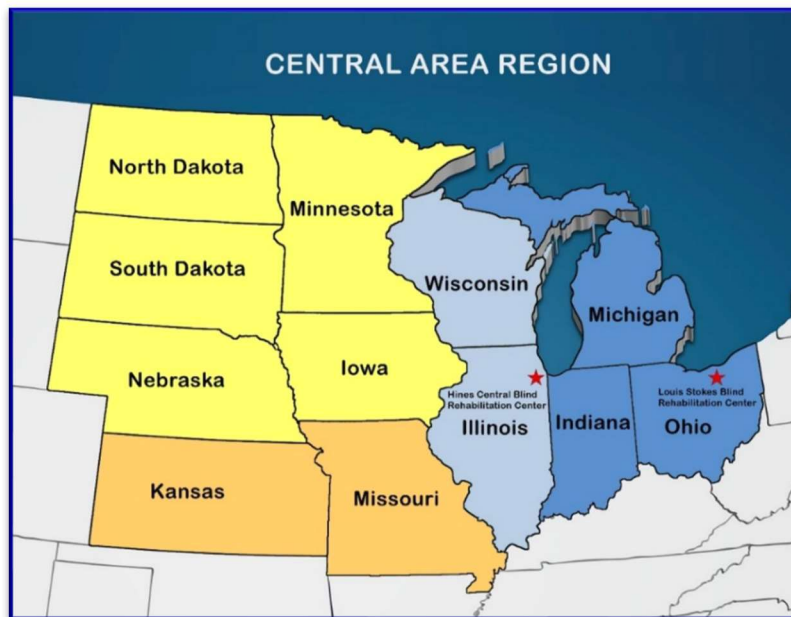 CENTRAL AREA REGION
North Dakota
Minnesota
South Dakota
Wisconsin
Michigan
Nebraska
Iowa
Hines Central Blind
Rehabilitation Center
Illinois
Indiana
Louis Stokes Blind
Rehabilitation Center
Ohio
Kansas
Missouri